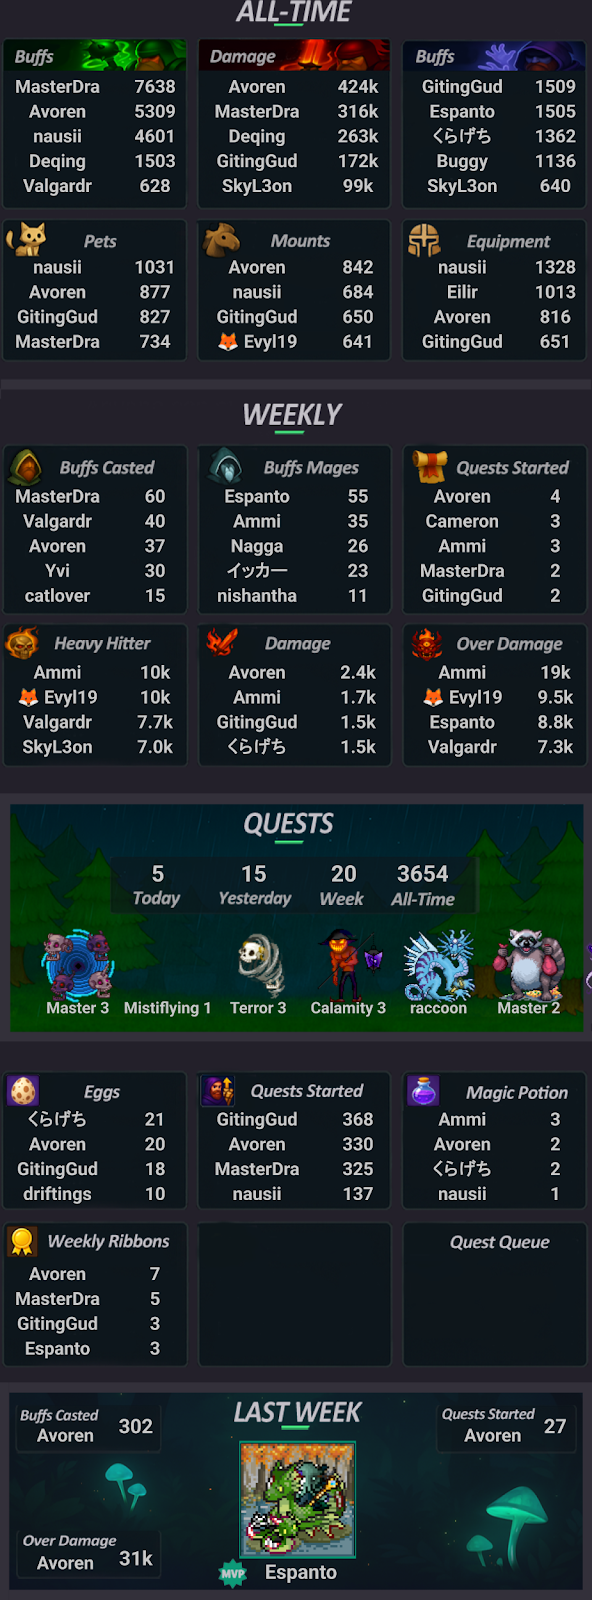 ALL-TIME
Buffs
MasterDra 7638
Avoren 5309
nausii 4601
Deqing 1503
Valgardr 628
Damage
Avoren 424k
MasterDra 316k
Deqing 263k
GitingGud 172k
SkyL3on 99k
Buffs
GitingGud 1509
Espanto 1505
くらげち 1362
Buggy 1136
SkyL3on 640
Pets
nausii 1031
Avoren 877
GitingGud 827
MasterDra 734
Mounts
Avoren 842
nausii 684
GitingGud 650
🦊 Evyl19 641
Equipment
nausii 1328
Eilir 1013
Avoren 816
GitingGud 651
WEEKLY
Buffs Casted
MasterDra 60
Valgardr 40
Avoren 37
Yvi 30
catlover 15
Buffs Mages
Espanto 55
Ammi 35
Nagga 26
イッカー 23
nishantha 11
Quests Started
Avoren 4
Cameron 3
Ammi 3
MasterDra 2
GitingGud 2
Heavy Hitter
Ammi 10k
🦊 Evyl19 10k
Valgardr 7.7k
SkyL3on 7.0k
Damage
Avoren 2.4k
Ammi 1.7k
GitingGud 1.5k
くらげち 1.5k
Over Damage
Ammi 19k
🦊 Evyl19 9.5k
Espanto 8.8k
Valgardr 7.3k
QUESTS
5 15 20 3654
Today Yesterday Week All-Time
Master 3 Mistiflying 1 Terror 3 Calamity 3 raccoon Master 2
Eggs
くらげち 21
Avoren 20
GitingGud 18
driftings 10
Quests Started
GitingGud 368
Avoren 330
MasterDra 325
nausii 137
Magic Potion
Ammi 3
Avoren 2
くらげち 2
nausii 1
Weekly Ribbons
Avoren 7
MasterDra 5
GitingGud 3
Espanto 3
Quest Queue
LAST WEEK
Buffs Casted
Avoren 302
Quests Started
Avoren 27
Over Damage
Avoren 31k
MVP Espanto